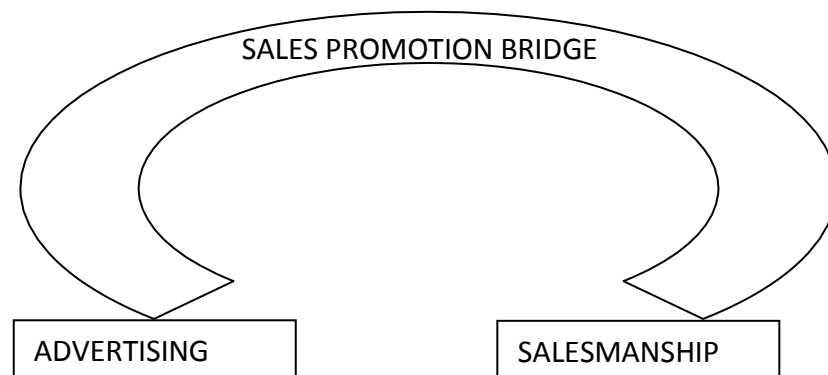 SALES PROMOTION BRIDGE
ADVERTISING
SALESMANSHIP